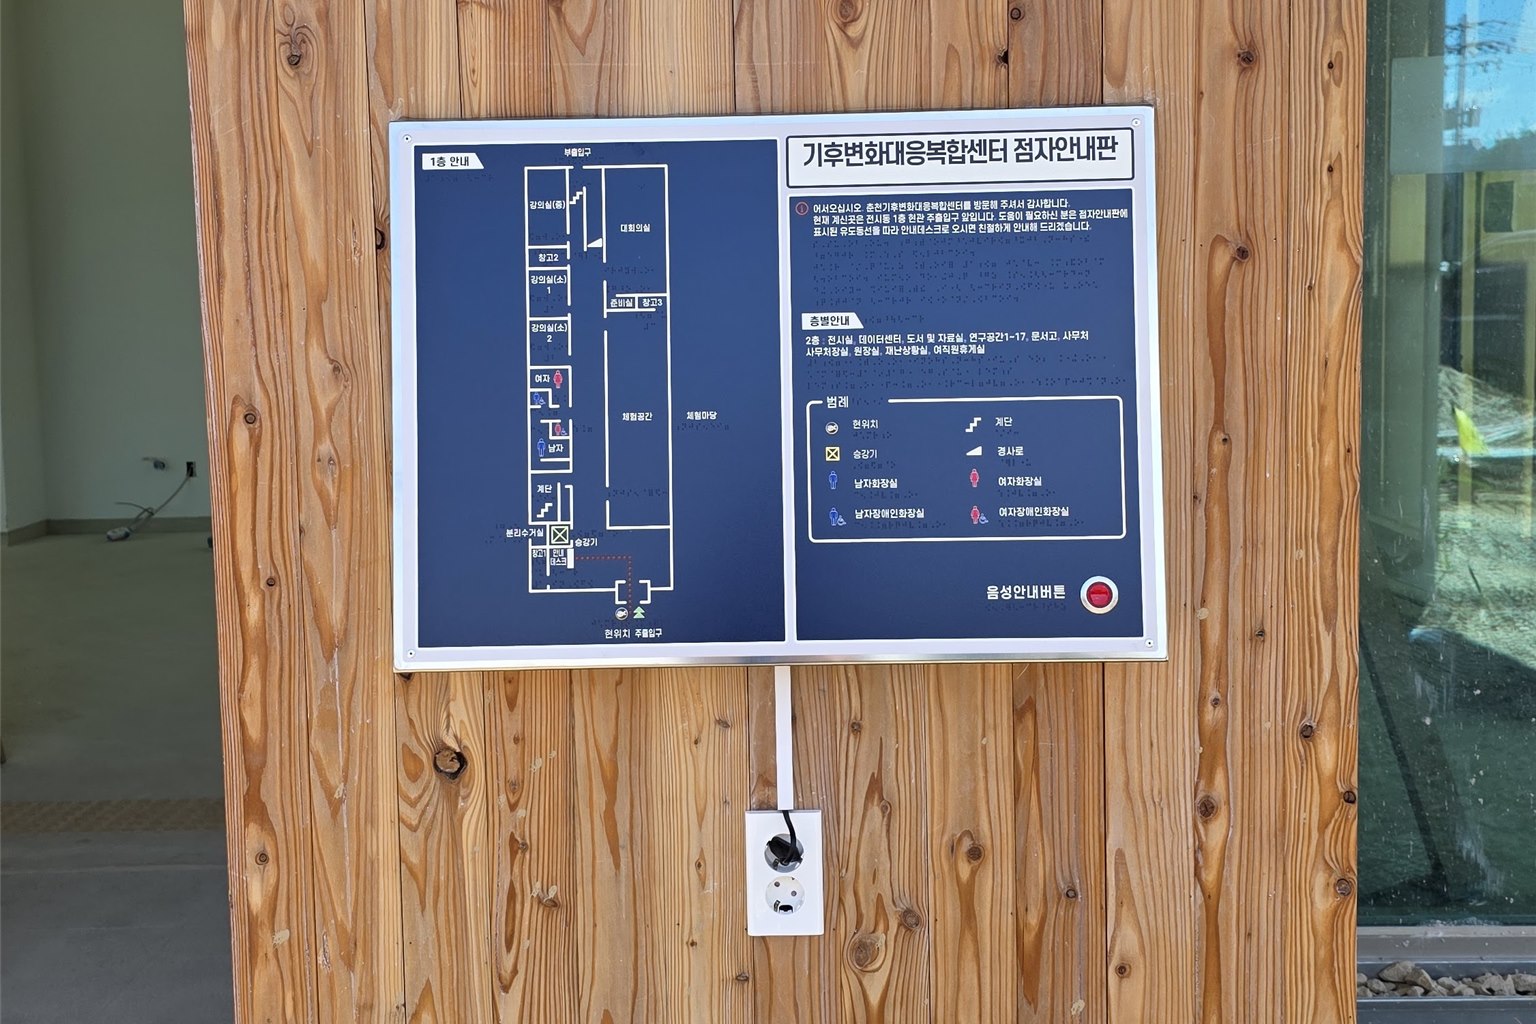 1층 안내
부출입구
강의실(중)
대회의실
창고2
강의실(소)
1
준비실
창고3
강의실(소)
2
여자
체험공간
체험마당
남자
계단
분리수거실
승강기
창고1
안내
데스크
현위치
주출입구
기후변화대응복합센터 점자안내판
어서오십시오. 춘천기후변화대응복합센터를 방문해 주셔서 감사합니다.
현재 계신곳은 전시동 1층 현관 주출입구 앞입니다. 도움이 필요하신 분은 점자안내판에
표시된 유도동선를 따라 안내데스크로 오시면 친절하게 안내해 드리겠습니다.
층별안내
2층 : 전시실, 데이터센터, 도서 및 자료실, 연구공간1~17, 문서고, 사무처
사무처장실, 원장실, 재난상황실, 여직원휴게실
범례
현위치
계단
승강기
경사로
남자화장실
여자화장실
남자장애인화장실
여자장애인화장실
음성안내버튼